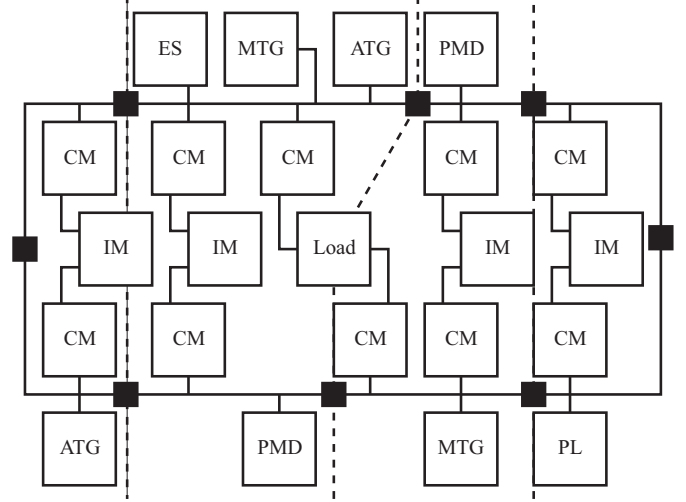 ES MTG ATG PMD
CM CM CM CM CM
IM IM Load IM IM
CM CM CM CM CM
ATG PMD MTG PL